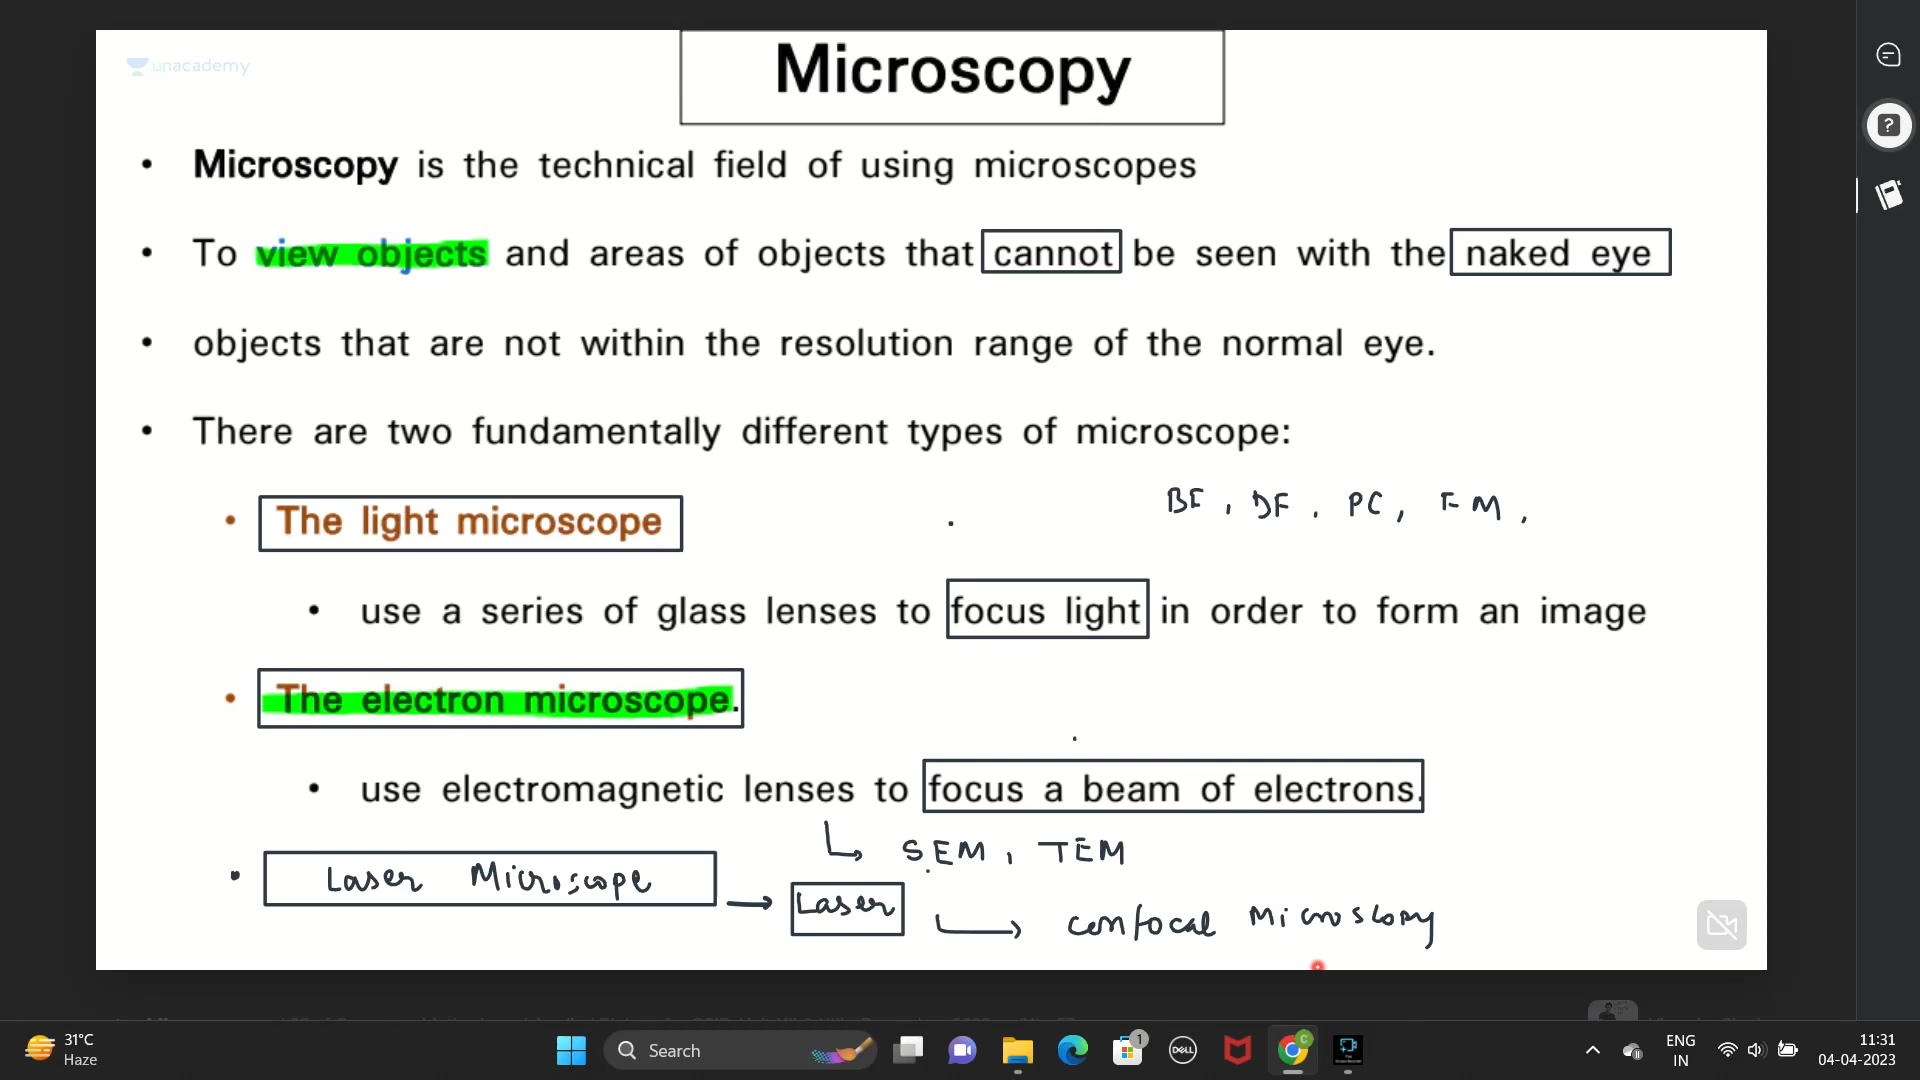 unacademy
Microscopy
• Microscopy is the technical field of using microscopes
• To view objects and areas of objects that cannot be seen with the naked eye
• objects that are not within the resolution range of the normal eye.
• There are two fundamentally different types of microscope:
• The light microscope
BF, DF, PC, FM,
• use a series of glass lenses to focus light in order to form an image
• The electron microscope.
• use electromagnetic lenses to focus a beam of electrons.
SEM, TEM
• Laser Microscope → Laser → confocal Microscopy
31°C
Haze
Search
1
DELL
C
ENG
IN
11:31
04-04-2023